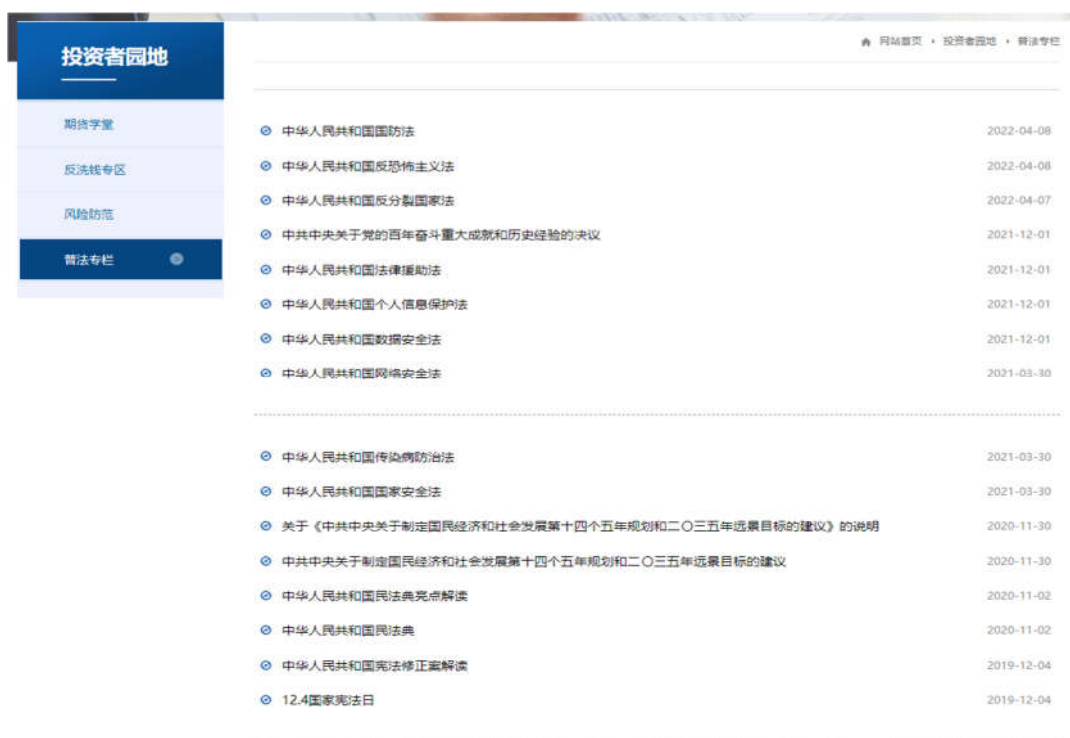 投资者园地
网站首页 · 投资者园地 · 普法专栏
期货学堂
反洗钱专区
风险防范
普法专栏
中华人民共和国国防法 2022-04-08
中华人民共和国反恐怖主义法 2022-04-08
中华人民共和国反分裂国家法 2022-04-07
中共中央关于党的百年奋斗重大成就和历史经验的决议 2021-12-01
中华人民共和国法律援助法 2021-12-01
中华人民共和国个人信息保护法 2021-12-01
中华人民共和国数据安全法 2021-12-01
中华人民共和国网络安全法 2021-03-30
中华人民共和国传染病防治法 2021-03-30
中华人民共和国国家安全法 2021-03-30
关于《中共中央关于制定国民经济和社会发展第十四个五年规划和二〇三五年远景目标的建议》的说明 2020-11-30
中共中央关于制定国民经济和社会发展第十四个五年规划和二〇三五年远景目标的建议 2020-11-30
中华人民共和国民法典亮点解读 2020-11-02
中华人民共和国民法典 2020-11-02
中华人民共和国宪法修正案解读 2019-12-04
12.4国家宪法日 2019-12-04